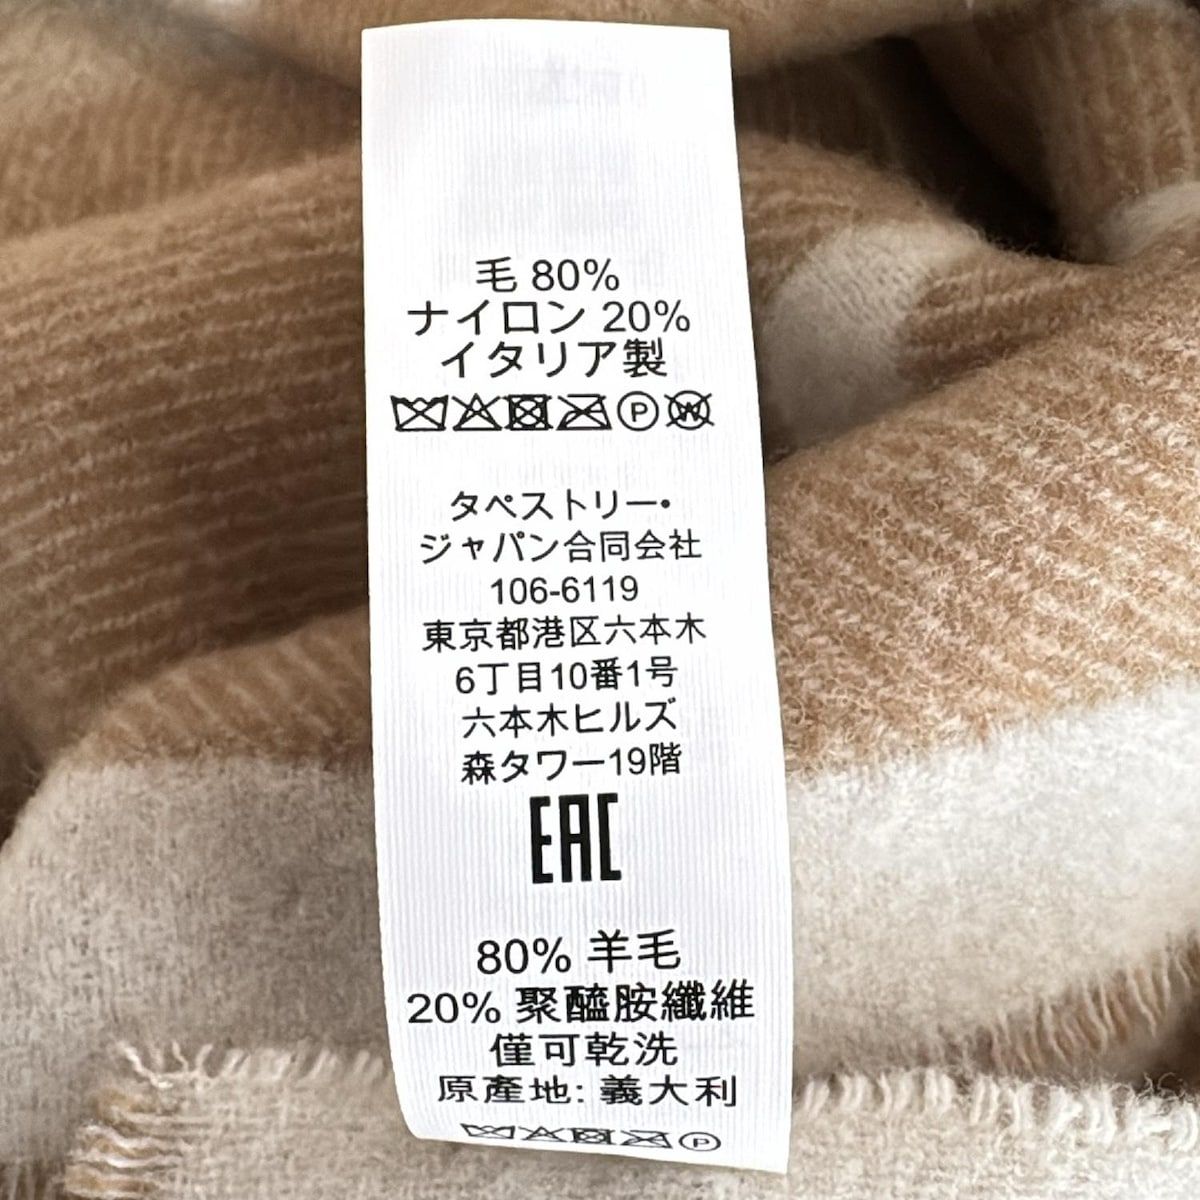 毛 80%
ナイロン 20%
イタリア製
P W
タペストリー•
ジャパン合同会社
106-6119
東京都港区六本木
6丁目10番1号
六本木ヒルズ
森タワー19階
EAC
80% 羊毛
20% 聚醯胺纖維
僅可乾洗
原產地: 義大利
P